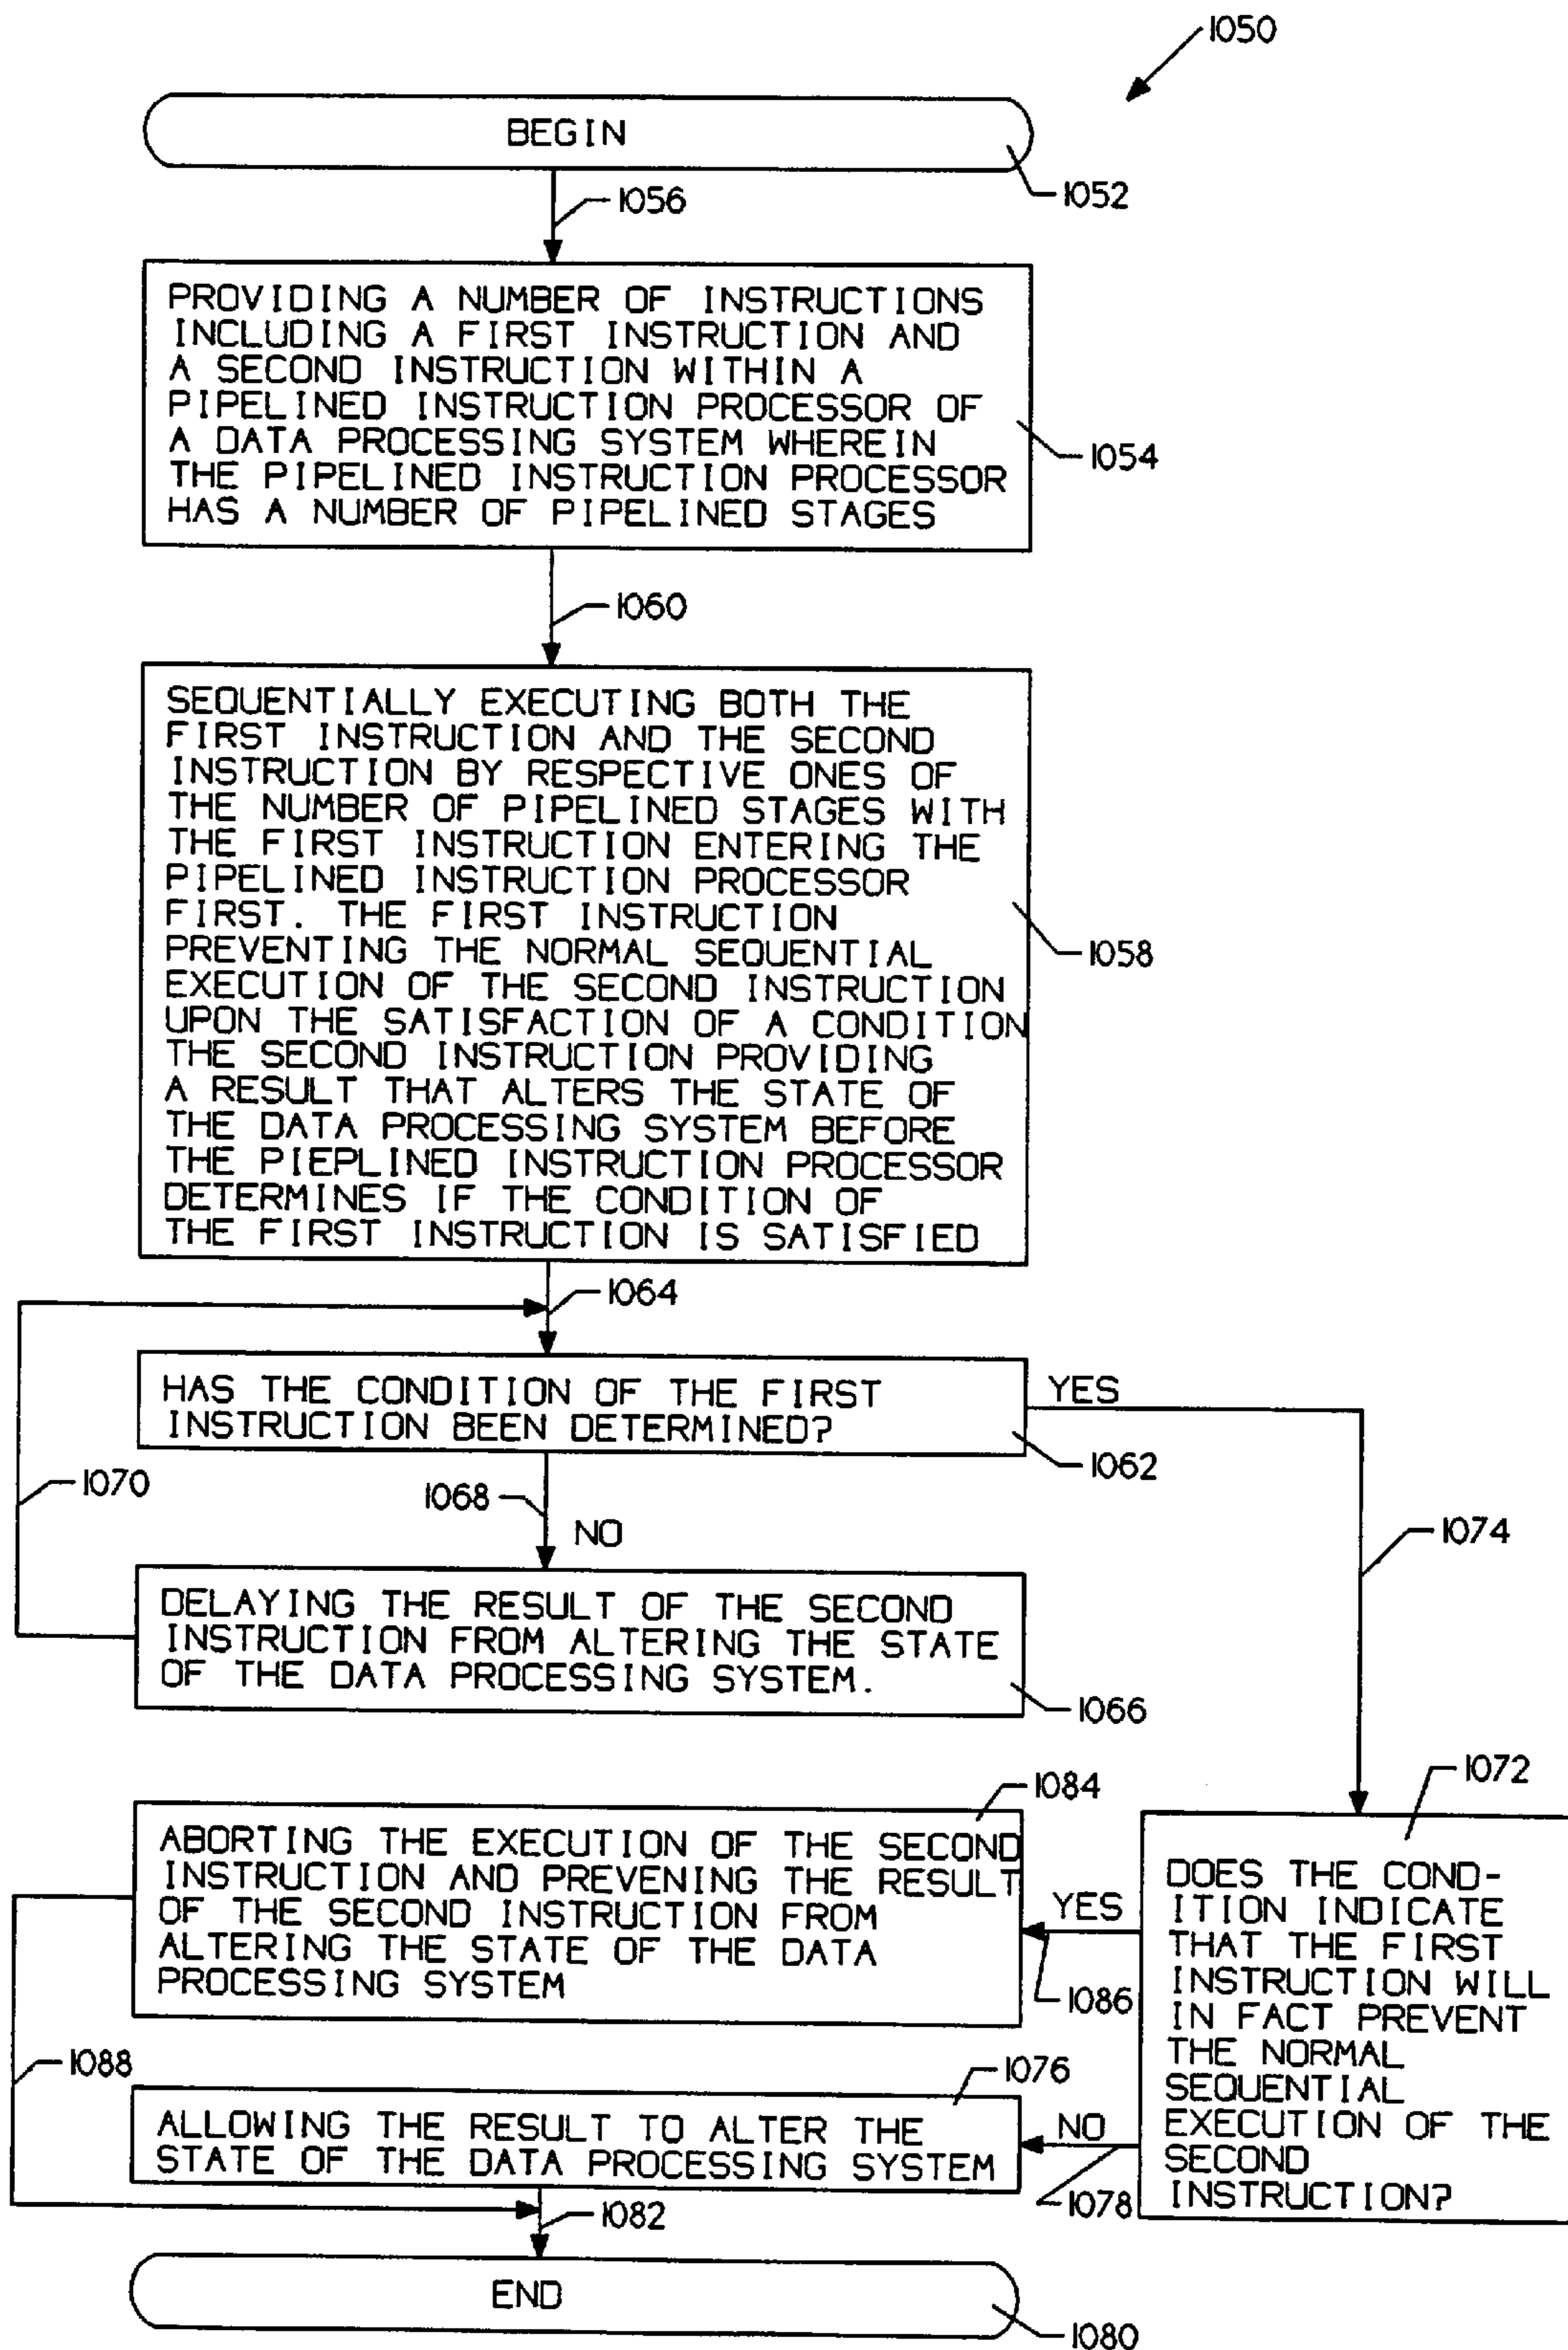 1050
BEGIN
1052
1056
PROVIDING A NUMBER OF INSTRUCTIONS
INCLUDING A FIRST INSTRUCTION AND
A SECOND INSTRUCTION WITHIN A
PIPELINED INSTRUCTION PROCESSOR OF
A DATA PROCESSING SYSTEM WHEREIN
THE PIPELINED INSTRUCTION PROCESSOR
HAS A NUMBER OF PIPELINED STAGES
1054
1060
SEQUENTIALLY EXECUTING BOTH THE
FIRST INSTRUCTION AND THE SECOND
INSTRUCTION BY RESPECTIVE ONES OF
THE NUMBER OF PIPELINED STAGES WITH
THE FIRST INSTRUCTION ENTERING THE
PIPELINED INSTRUCTION PROCESSOR
FIRST. THE FIRST INSTRUCTION
PREVENTING THE NORMAL SEQUENTIAL
EXECUTION OF THE SECOND INSTRUCTION
UPON THE SATISFACTION OF A CONDITION
THE SECOND INSTRUCTION PROVIDING
A RESULT THAT ALTERS THE STATE OF
THE DATA PROCESSING SYSTEM BEFORE
THE PIEPLINED INSTRUCTION PROCESSOR
DETERMINES IF THE CONDITION OF
THE FIRST INSTRUCTION IS SATISFIED
1058
1064
HAS THE CONDITION OF THE FIRST
INSTRUCTION BEEN DETERMINED?
YES
1062
1070
1068
NO
1074
DELAYING THE RESULT OF THE SECOND
INSTRUCTION FROM ALTERING THE STATE
OF THE DATA PROCESSING SYSTEM.
1066
1072
DOES THE COND-
ITION INDICATE
THAT THE FIRST
INSTRUCTION WILL
IN FACT PREVENT
THE NORMAL
SEQUENTIAL
EXECUTION OF THE
SECOND
INSTRUCTION?
1084
ABORTING THE EXECUTION OF THE SECOND
INSTRUCTION AND PREVENING THE RESULT
OF THE SECOND INSTRUCTION FROM
ALTERING THE STATE OF THE DATA
PROCESSING SYSTEM
YES
1086
1088
1076
ALLOWING THE RESULT TO ALTER THE
STATE OF THE DATA PROCESSING SYSTEM
NO
1078
1082
END
1080